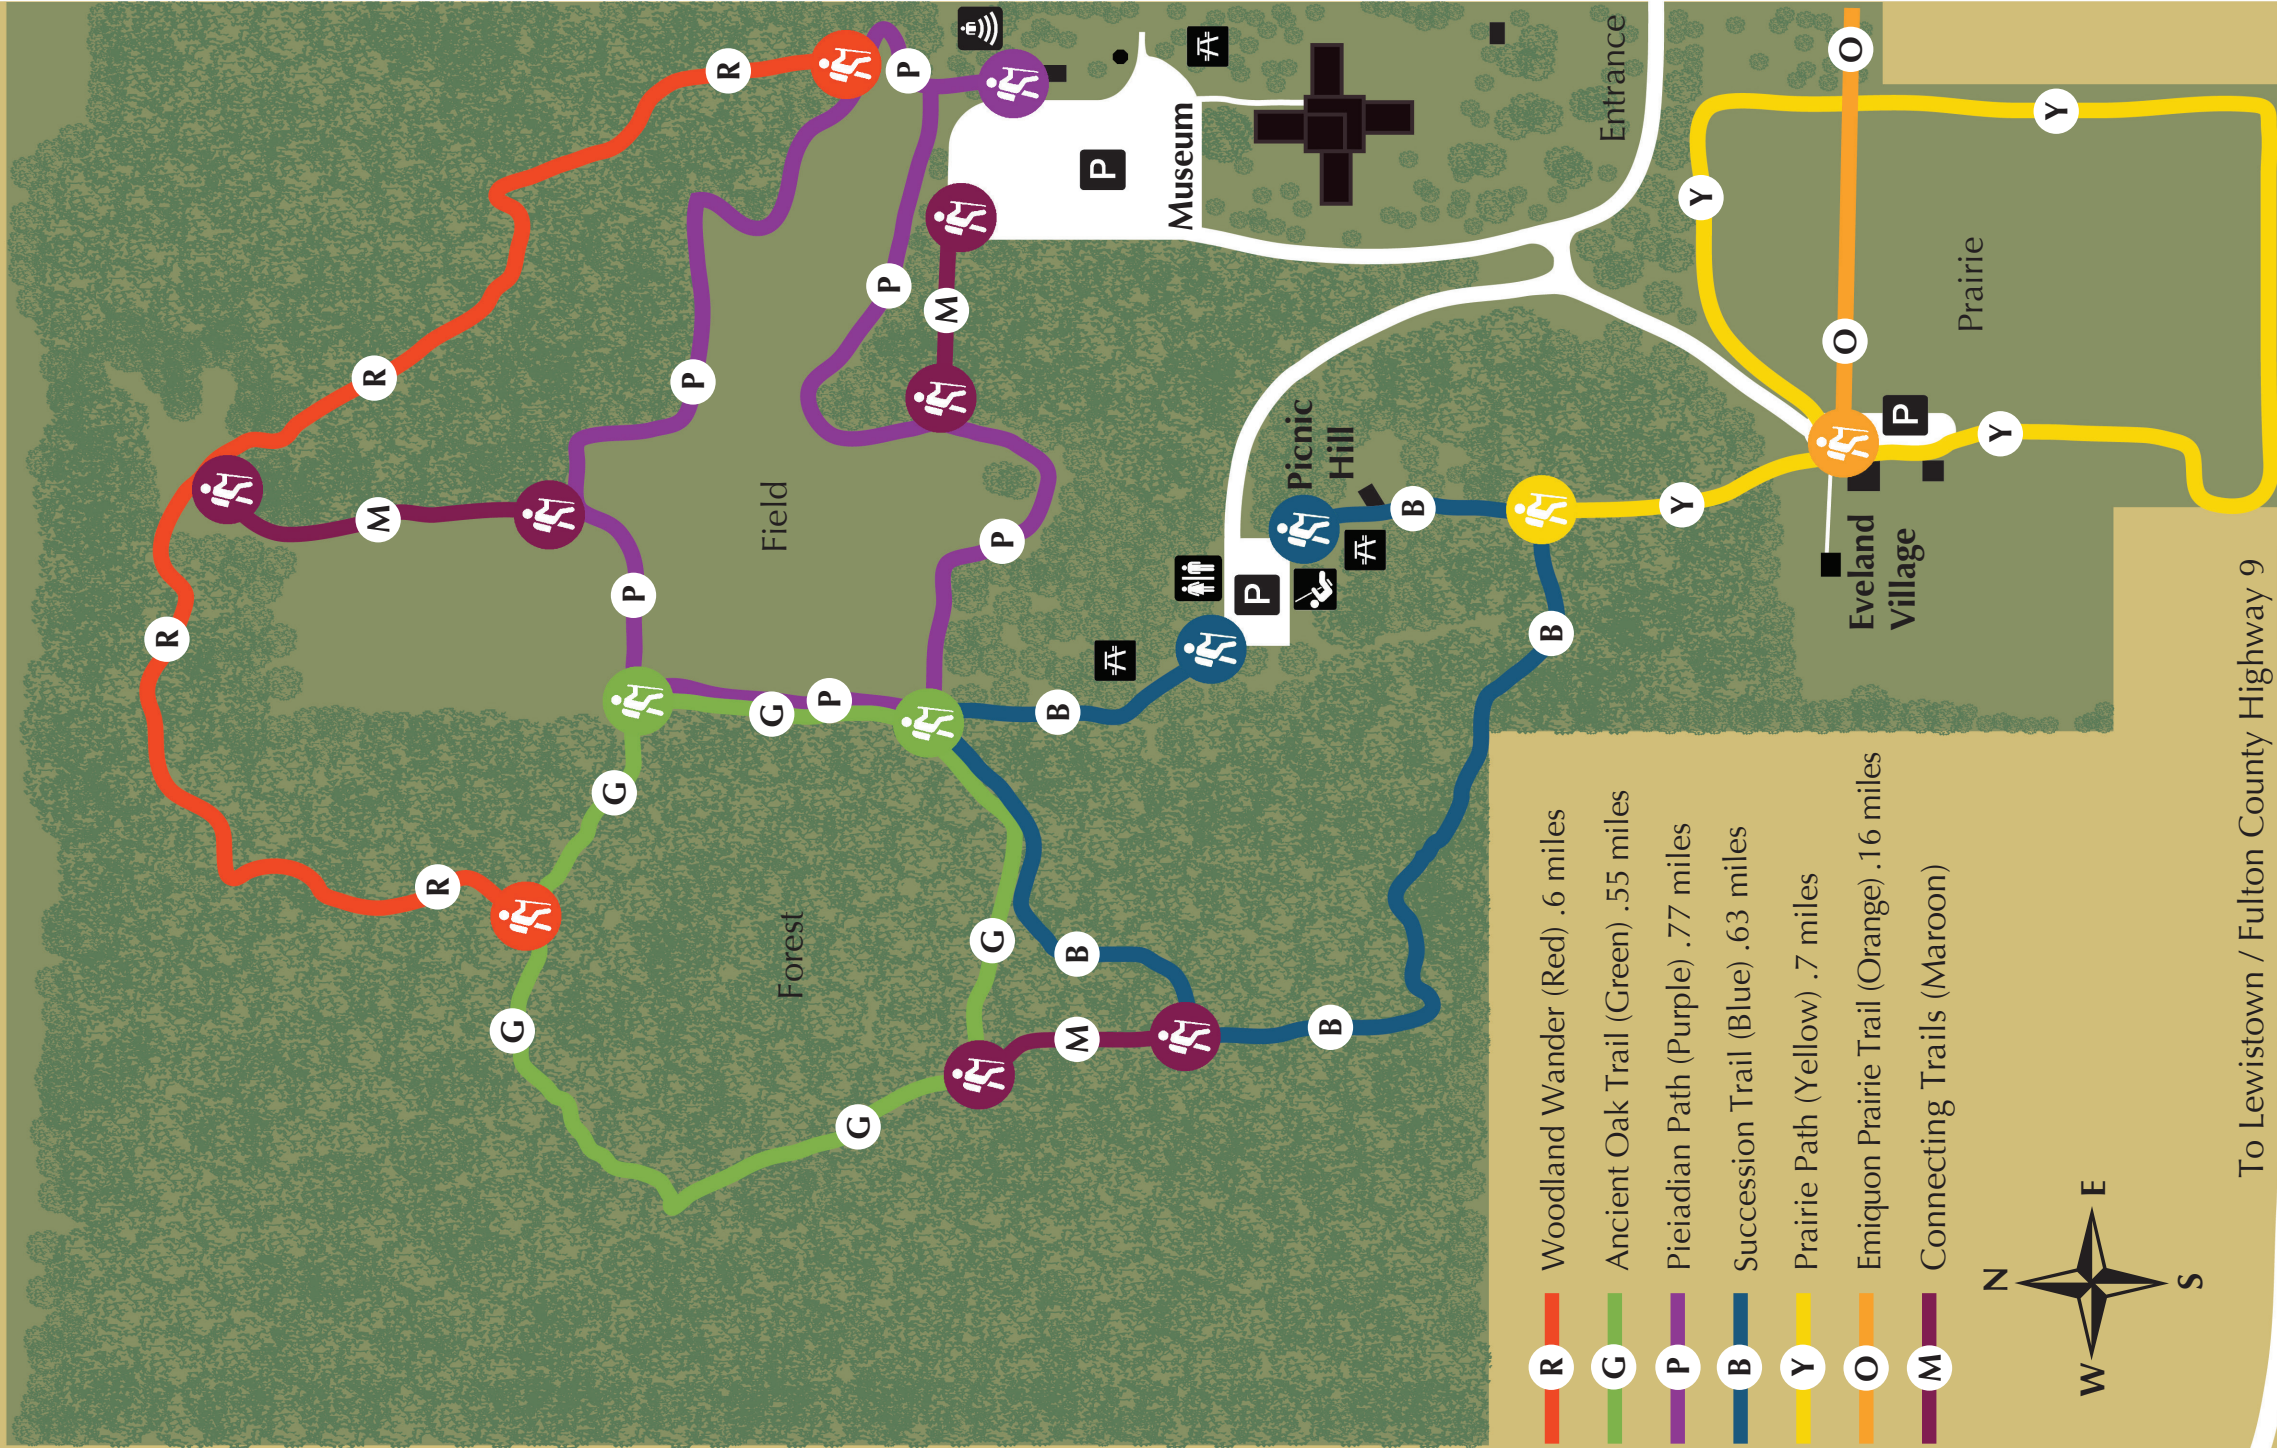 R
R
R
R
P
P
P
P
P
P
M
M
M
G
G
G
G
G
B
B
B
B
B
Y
Y
Y
Y
O
O
P
P
P
Museum
Entrance
Field
Forest
Picnic
Hill
Prairie
Eveland
Village
R Woodland Wander (Red) .6 miles
G Ancient Oak Trail (Green) .55 miles
P Pieiadian Path (Purple) .77 miles
B Succession Trail (Blue) .63 miles
Y Prairie Path (Yellow) .7 miles
O Emiquon Prairie Trail (Orange) .16 miles
M Connecting Trails (Maroon)
N
W
E
S
To Lewistown / Fulton County Highway 9